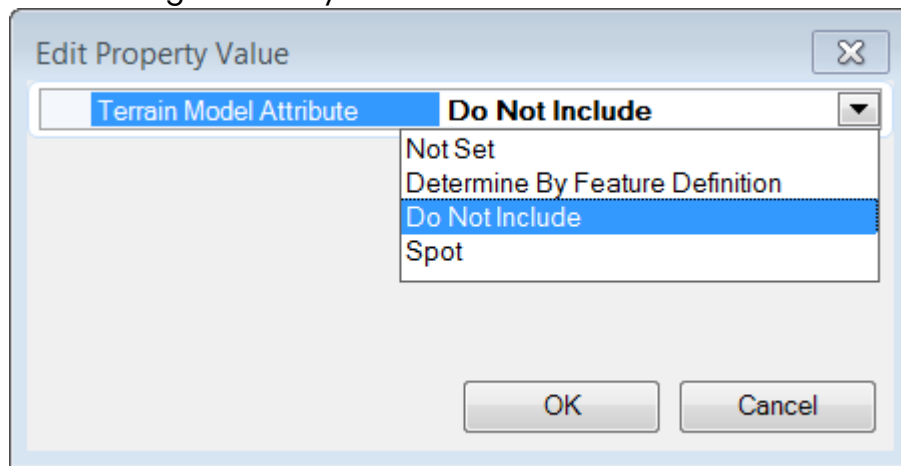 Edit Property Value
Terrain Model Attribute Do Not Include
Not Set
Determine By Feature Definition
Do Not Include
Spot
OK Cancel